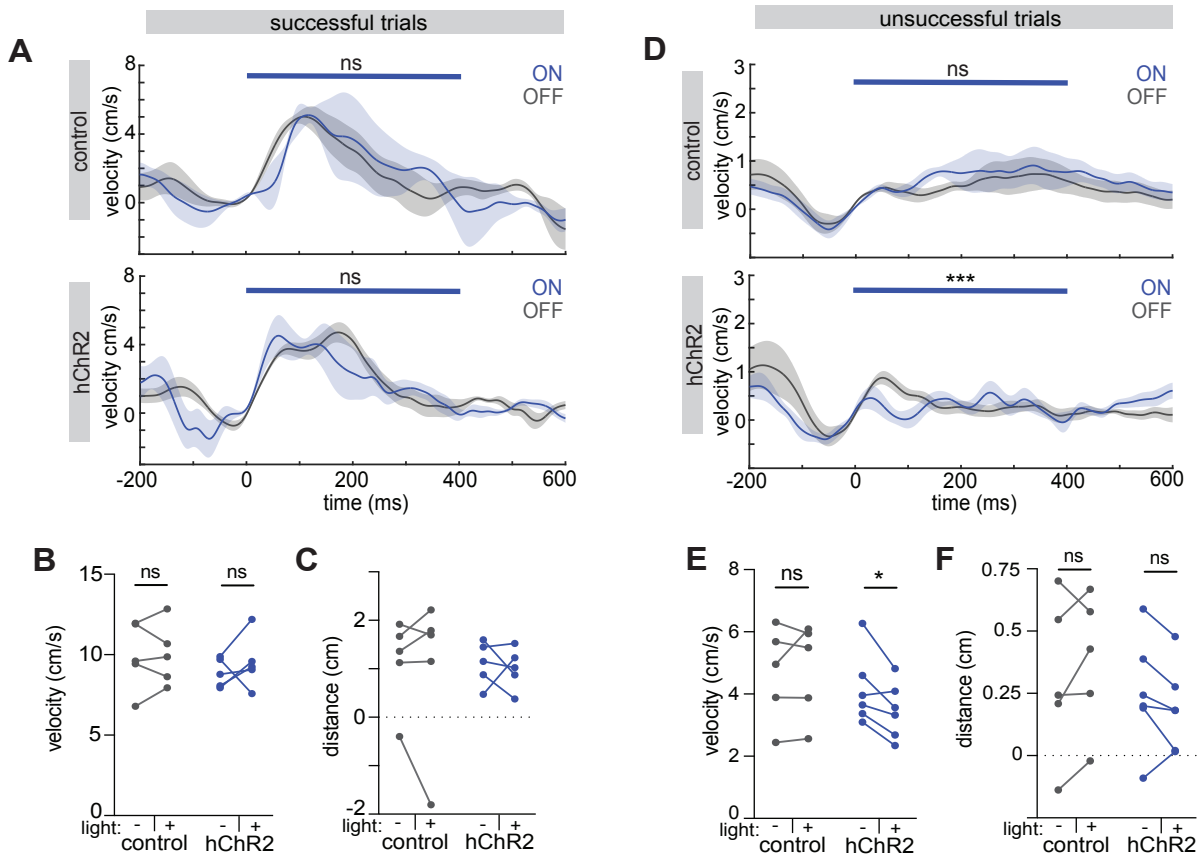 successful trials
A
control
velocity (cm/s)
8
4
0
ns
ON
OFF
hChR2
velocity cm/s)
8
4
0
ns
ON
OFF
-200
0
200
400
600
time (ms)
unsuccessful trials
D
control
velocity (cm/s)
3
2
1
0
ns
ON
OFF
hChR2
velocity (cm/s)
3
2
1
0
***
ON
OFF
-200
0
200
400
600
time (ms)
B
velocity (cm/s)
15
10
5
0
ns
ns
light: - + - +
control hChR2
C
distance (cm)
2
1
0
-2
light: - + - +
control hChR2
E
velocity (cm/s)
8
6
4
2
0
ns
*
light: - + - +
control hChR2
F
distance (cm)
0.75
0.5
0.25
0
ns
ns
light: - + - +
control hChR2